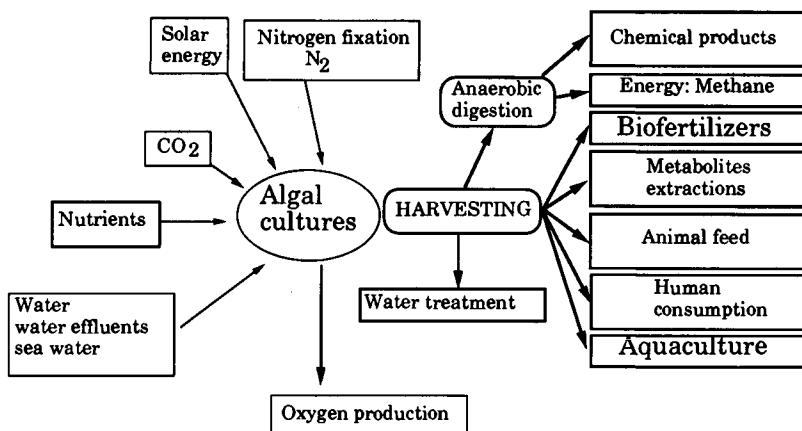 Solar
energy
Nitrogen fixation
N2
CO2
Nutrients
Water
water effluents
sea water
Algal
cultures
Oxygen production
HARVESTING
Water treatment
Anaerobic
digestion
Chemical products
Energy: Methane
Biofertilizers
Metabolites
extractions
Animal feed
Human
consumption
Aquaculture